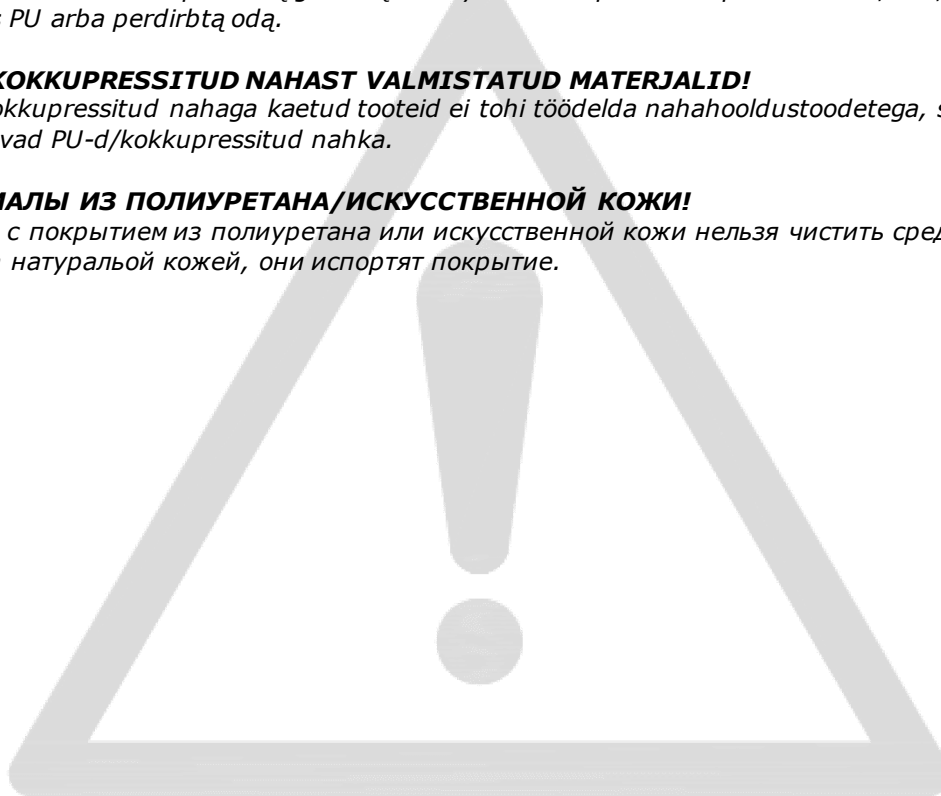 PU arba perdirbtą odą.
KOKKUPRESSITUD NAHAST VALMISTATUD MATERJALID!
okkupressitud nahaga kaetud tooteid ei tohi töödelda nahahooldustoodetega, s
vad PU-d/kokkupressitud nahka.
ИАЛЫ ИЗ ПОЛИУРЕТАНА/ИСКУССТВЕННОЙ КОЖИ!
с покрытием из полиуретана или искусственной кожи нельзя чистить сред
натуральой кожей, они испортят покрытие.